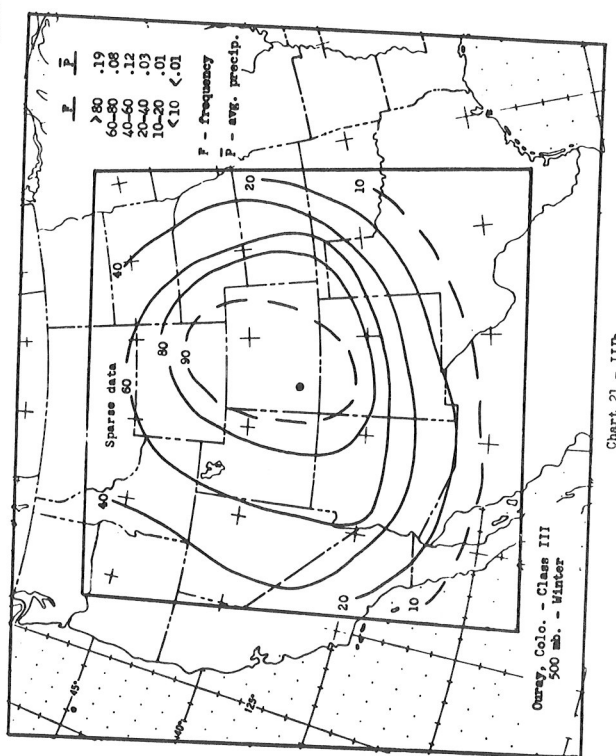 F P
>80 .19
60-80 .08
40-60 .12
20-40 .03
10-20 .01
<10 <.01
F - frequency
P̄ - avg. precip.
Sparse data
40
60
80
90
40
20
10
20
10
45°
40°
125°
Ouray, Colo. - Class III
500 mb. - Winter
Chart 21 - IIIb